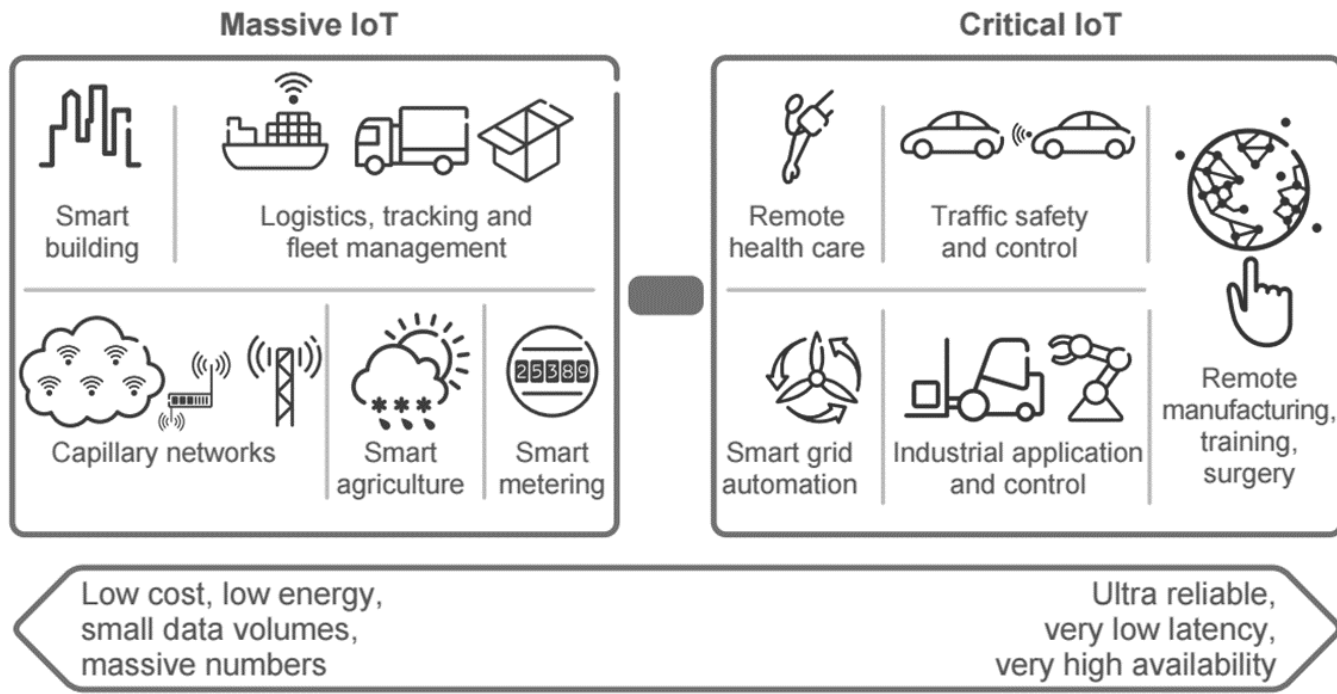 Massive IoT
Critical IoT
Smart
building
Logistics, tracking and
fleet management
Capillary networks
Smart
agriculture
25389
Smart
metering
Remote
health care
Traffic safety
and control
Smart grid
automation
Industrial application
and control
Remote
manufacturing,
training,
surgery
Low cost, low energy,
small data volumes,
massive numbers
Ultra reliable,
very low latency,
very high availability